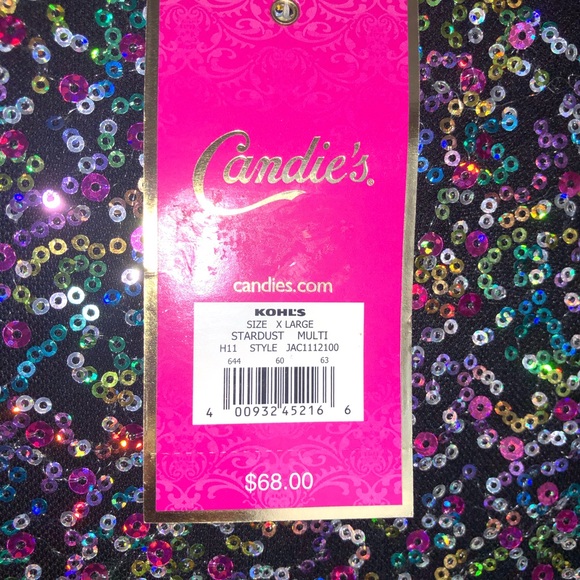 Candie's®
candies.com
KOHL'S
SIZE X LARGE
STARDUST MULTI
H11 STYLE JAC1112100
644 60 63
4 00932 45216 6
$68.00